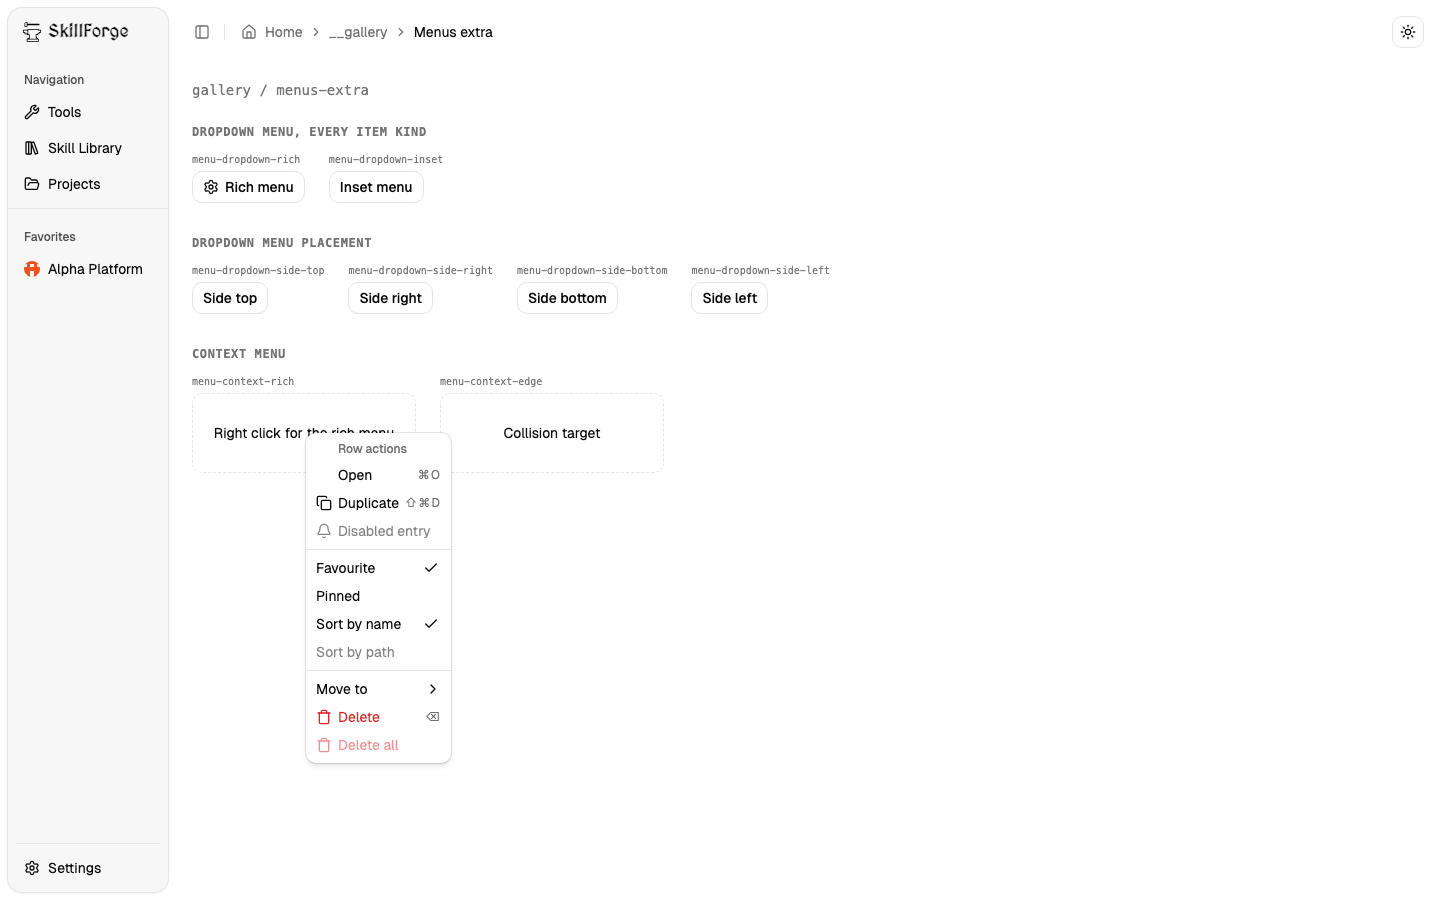 SkillForge
Home > __gallery > Menus extra
Navigation
Tools
Skill Library
Projects
Favorites
Alpha Platform
Settings
gallery / menus-extra
DROPDOWN MENU, EVERY ITEM KIND
menu-dropdown-rich menu-dropdown-inset
Rich menu Inset menu
DROPDOWN MENU PLACEMENT
menu-dropdown-side-top menu-dropdown-side-right menu-dropdown-side-bottom menu-dropdown-side-left
Side top Side right Side bottom Side left
CONTEXT MENU
menu-context-rich menu-context-edge
Right click for the rich menu Collision target
Row actions
Open ⌘O
Duplicate ⇧⌘D
Disabled entry
Favourite
Pinned
Sort by name
Sort by path
Move to
Delete ⌫
Delete all